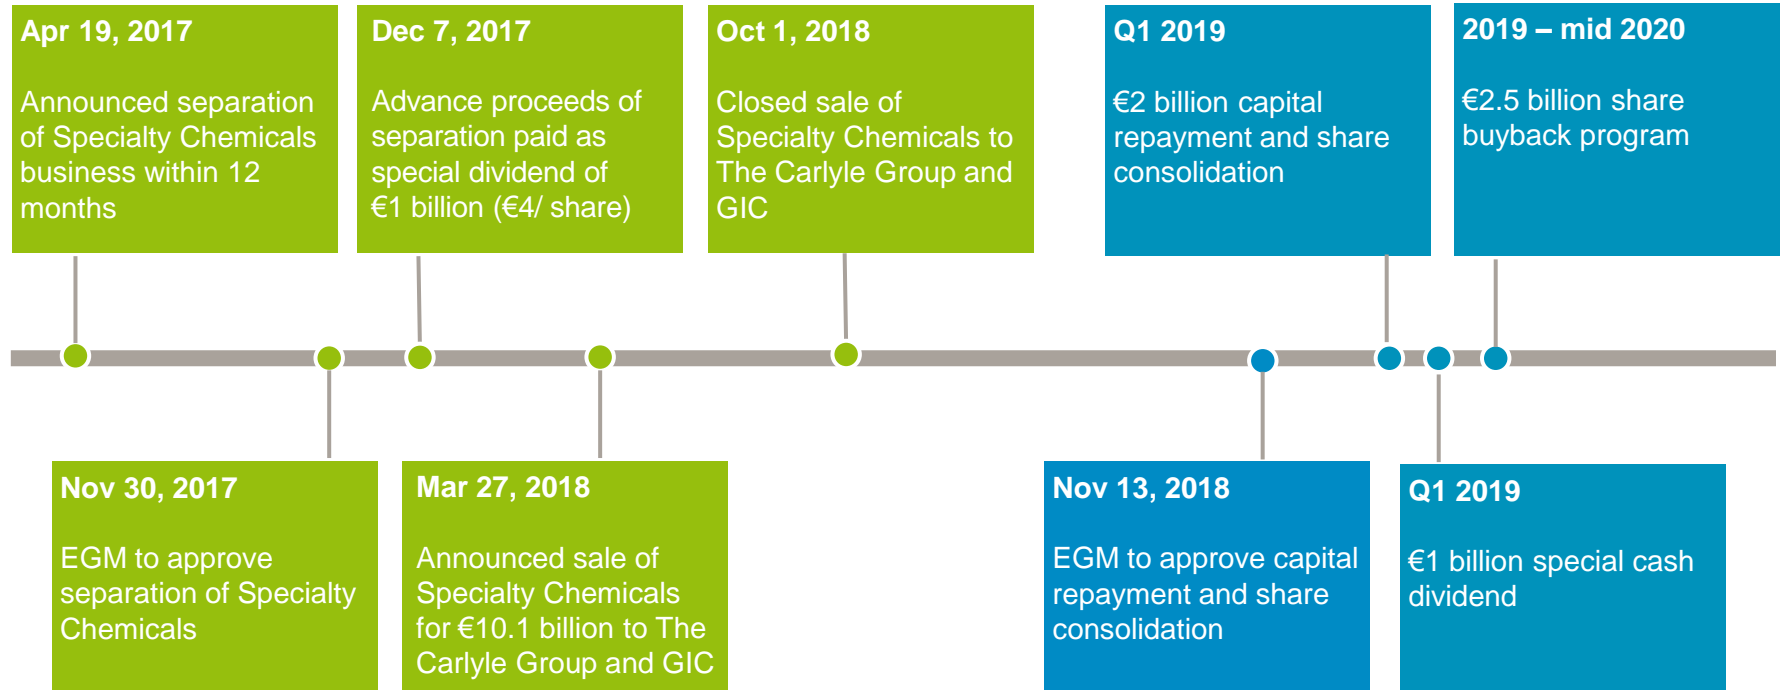 Apr 19, 2017
Announced separation
of Specialty Chemicals
business within 12
months
Dec 7, 2017
Advance proceeds of
separation paid as
special dividend of
€1 billion (€4/ share)
Oct 1, 2018
Closed sale of
Specialty Chemicals to
The Carlyle Group and
GIC
Q1 2019
€2 billion capital
repayment and share
consolidation
2019 – mid 2020
€2.5 billion share
buyback program
Nov 30, 2017
EGM to approve
separation of Specialty
Chemicals
Mar 27, 2018
Announced sale of
Specialty Chemicals
for €10.1 billion to The
Carlyle Group and GIC
Nov 13, 2018
EGM to approve capital
repayment and share
consolidation
Q1 2019
€1 billion special cash
dividend